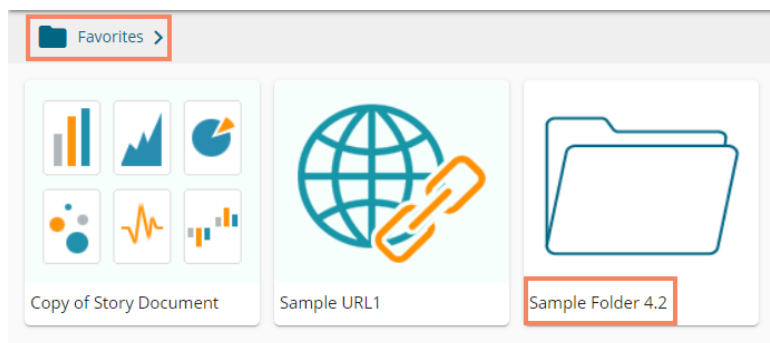 Favorites
Copy of Story Document
Sample URL1
Sample Folder 4.2